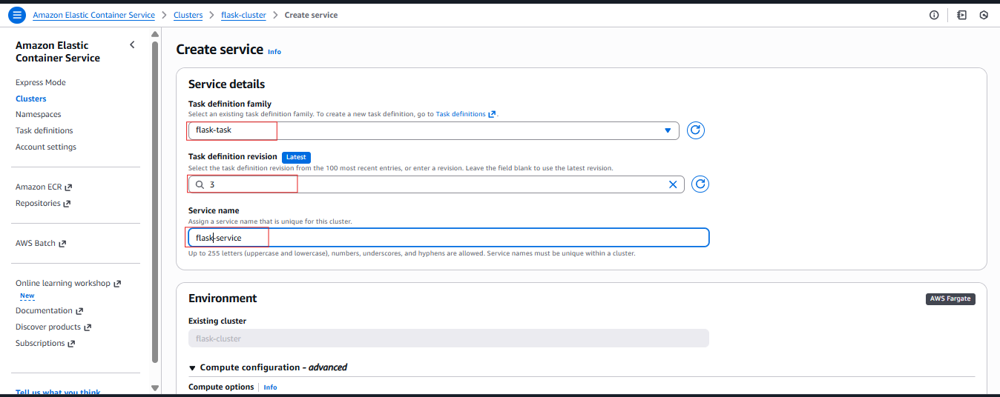 Amazon Elastic Container Service > Clusters > flask-cluster > Create service
Amazon Elastic
Container Service
Express Mode
Clusters
Namespaces
Task definitions
Account settings
Amazon ECR
Repositories
AWS Batch
Online learning workshop
New
Documentation
Discover products
Subscriptions
Tell us what you think
Create service Info
Service details
Task definition family
Select an existing task definition family. To create a new task definition, go to Task definitions .
flask-task
Task definition revision Latest
Select the task definition revision from the 100 most recent entries, or enter a revision. Leave the field blank to use the latest revision.
3
Service name
Assign a service name that is unique for this cluster.
flask-service
Up to 255 letters (uppercase and lowercase), numbers, underscores, and hyphens are allowed. Service names must be unique within a cluster.
Environment AWS Fargate
Existing cluster
flask-cluster
Compute configuration - advanced
Compute options Info